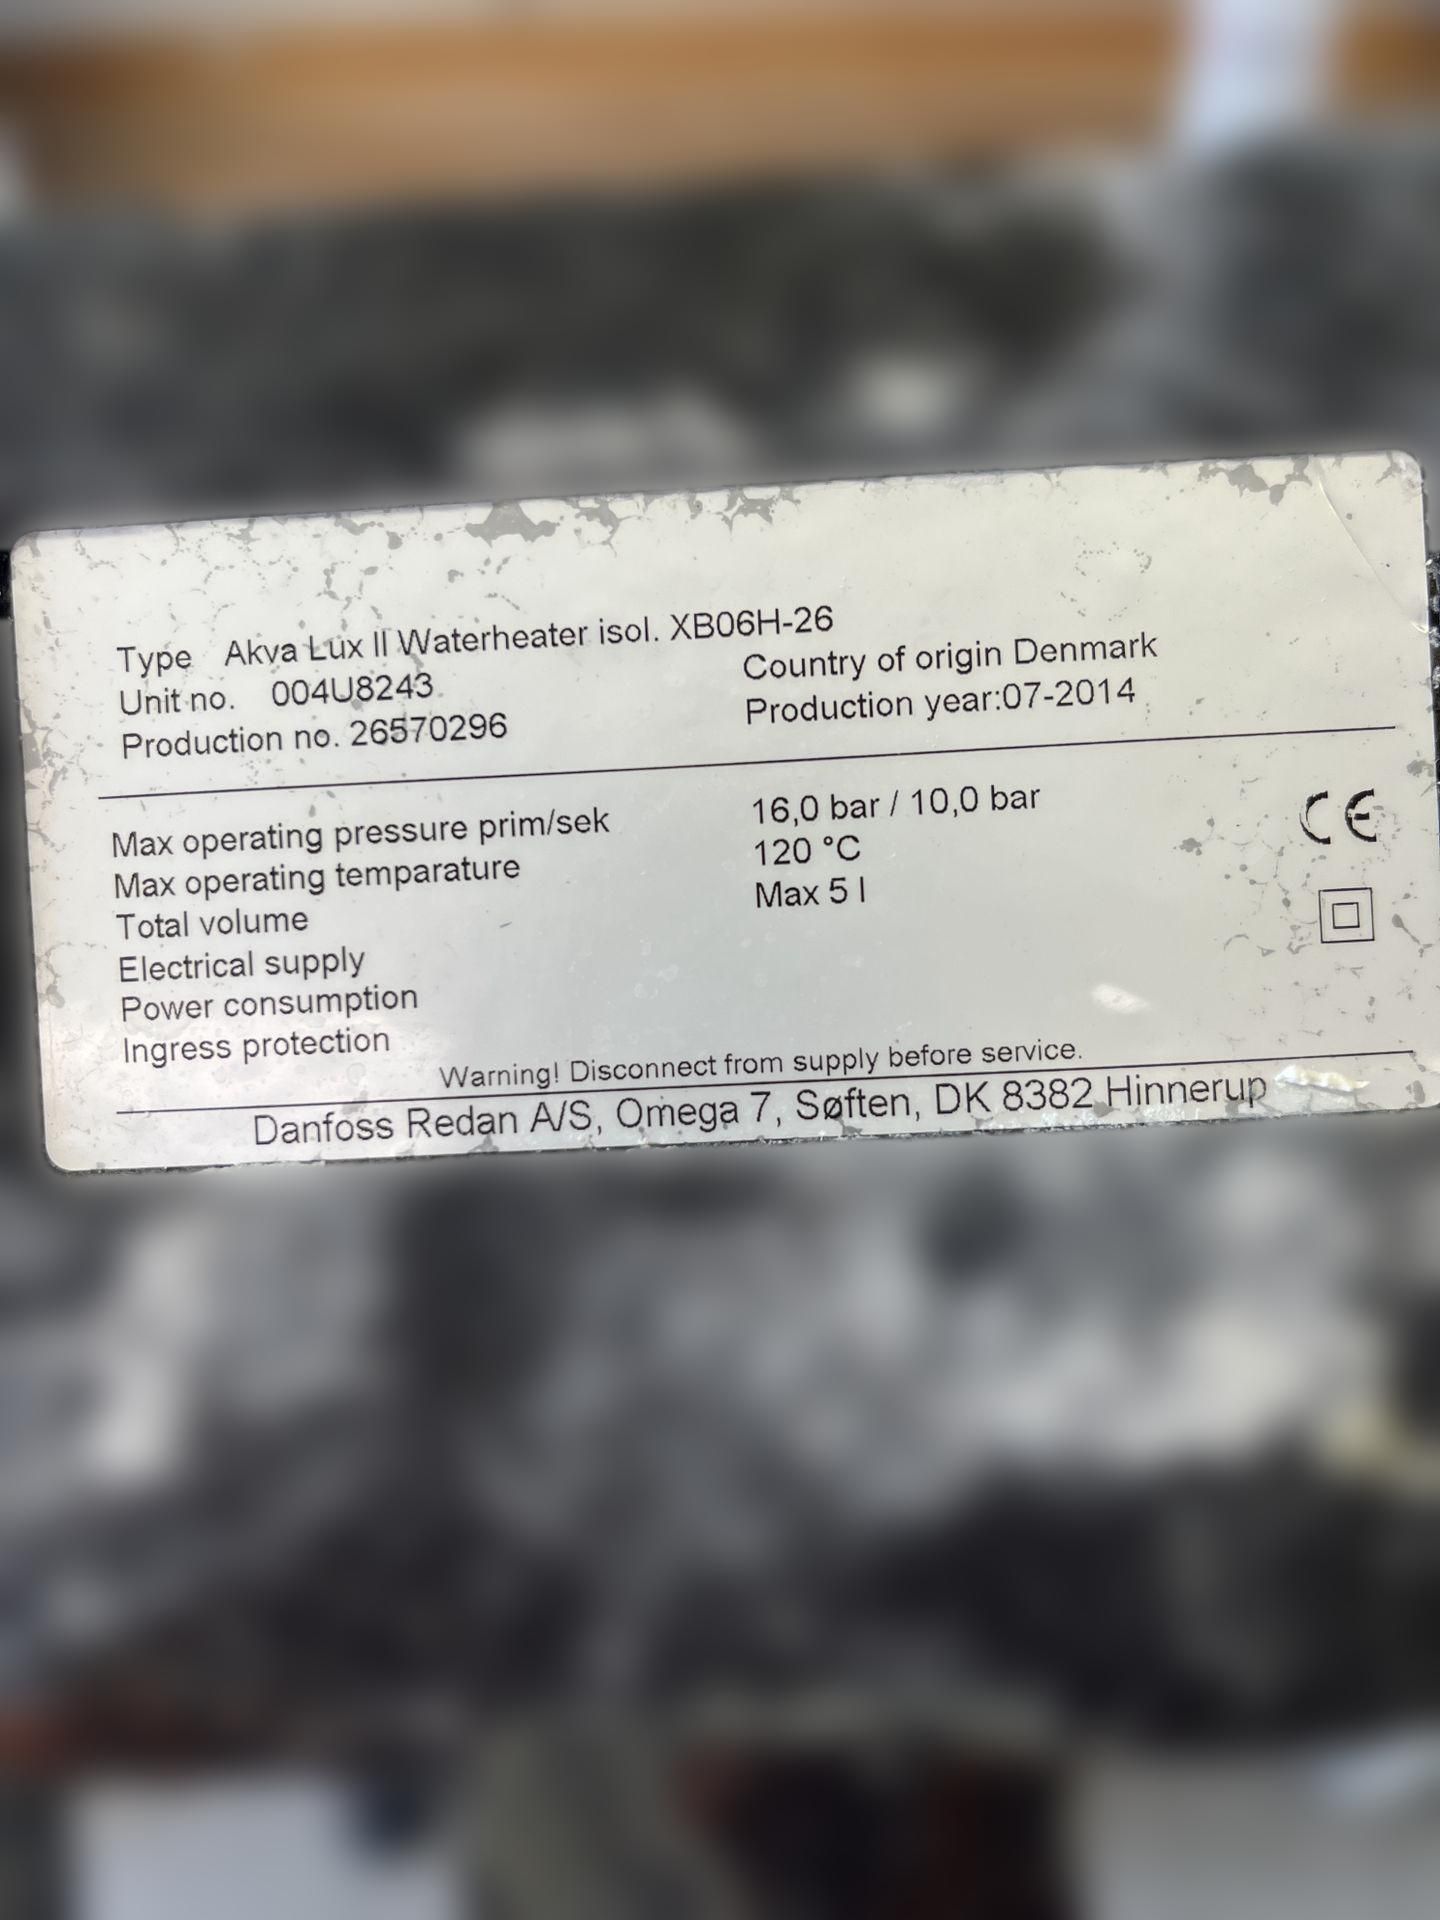 Type Akva Lux II Waterheater isol. XB06H-26
Unit no. 004U8243
Country of origin Denmark
Production no. 26570296
Production year:07-2014
Max operating pressure prim/sek 16,0 bar / 10,0 bar
Max operating temparature 120 °C
Total volume Max 5 l
Electrical supply
Power consumption
Ingress protection
CE
Warning! Disconnect from supply before service.
Danfoss Redan A/S, Omega 7, Søften, DK 8382 Hinnerup